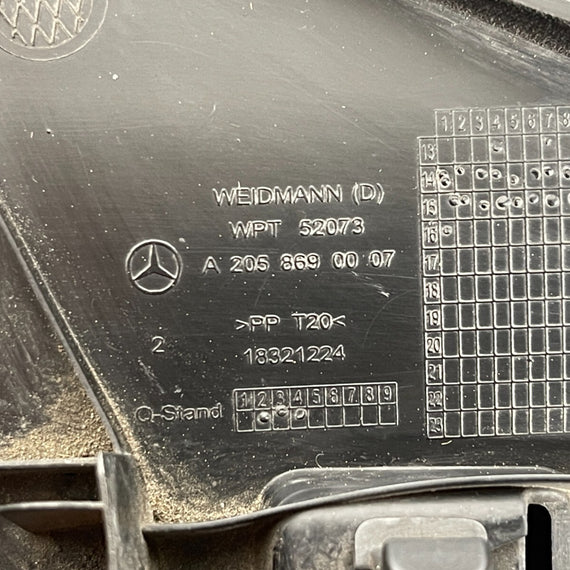 WEIDMANN (D)
WPT 52073
A 205 869 00 07
>PP T20<
2
18321224
Q-Stand 1 2 3 4 5 6 7 8 9
1 2 3 4 5 6 7 8
13
14
15
16
17
18
19
20
21
22
23